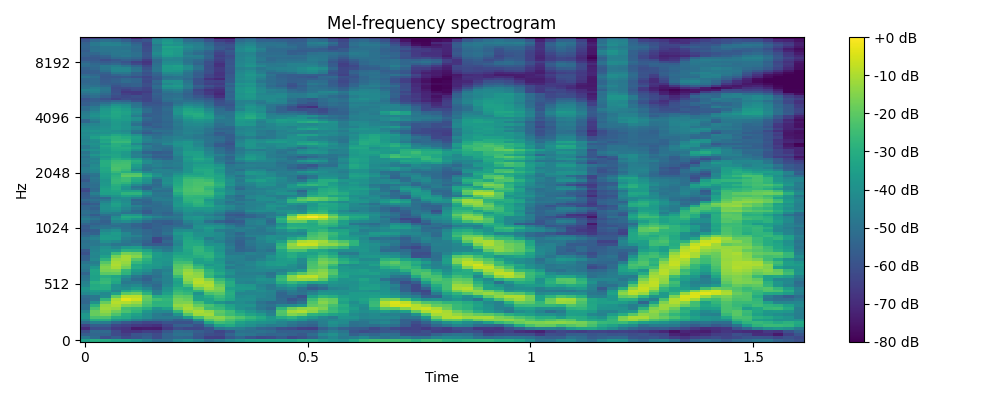 Mel-frequency spectrogram
Hz
8192
4096
2048
1024
512
0
0 0.5 1 1.5
Time
+0 dB
-10 dB
-20 dB
-30 dB
-40 dB
-50 dB
-60 dB
-70 dB
-80 dB